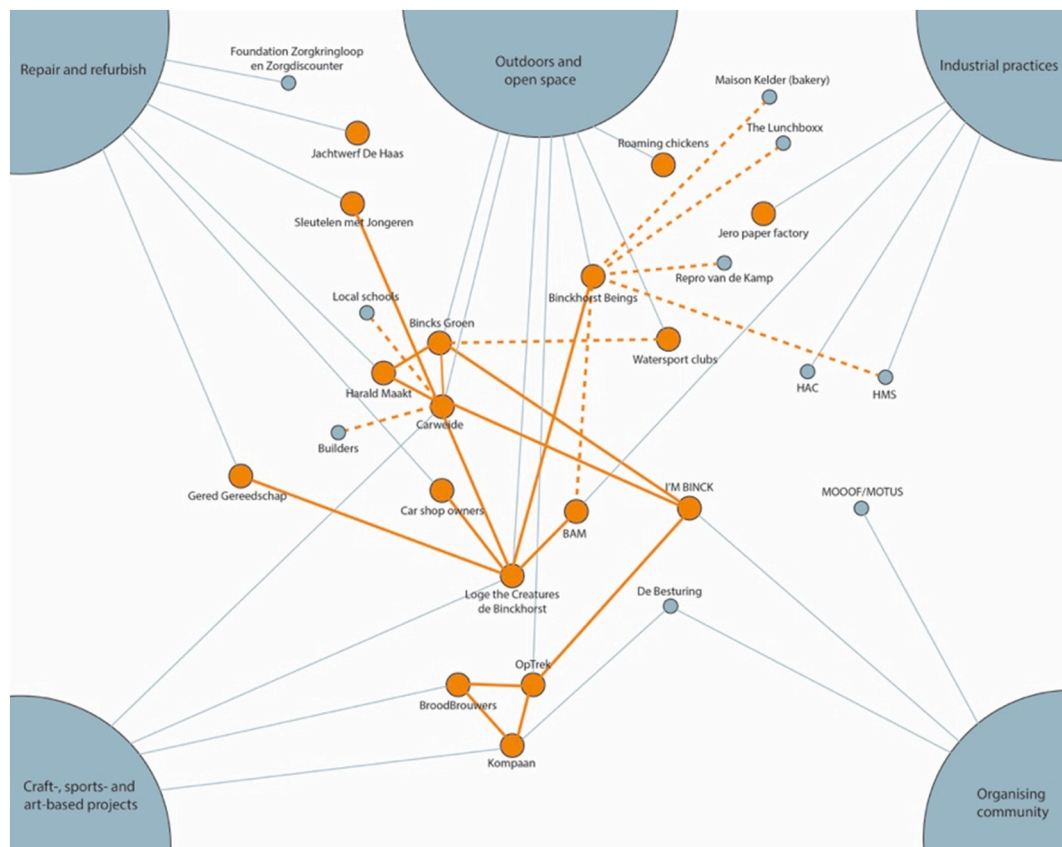 Repair and refurbish
Outdoors and
open space
Industrial practices
Foundation Zorgkringloop
en Zorgdiscounter
Maison Kelder (bakery)
The Lunchboxx
Roaming chickens
Jachtwerf De Haas
Sleutelen met Jongeren
Jero paper factory
Repro van de Kamp
Binckhorst Beings
Local schools
Bincks Groen
Watersport clubs
Harald Maakt
HAC
HMS
Carweide
Builders
Gered Gereedschap
Car shop owners
I'M BINCK
MOOOF/MOTUS
BAM
Loge the Creatures
de Binckhorst
De Besturing
OpTrek
BroodBrouwers
Kompaan
Craft-, sports- and
art-based projects
Organising
community